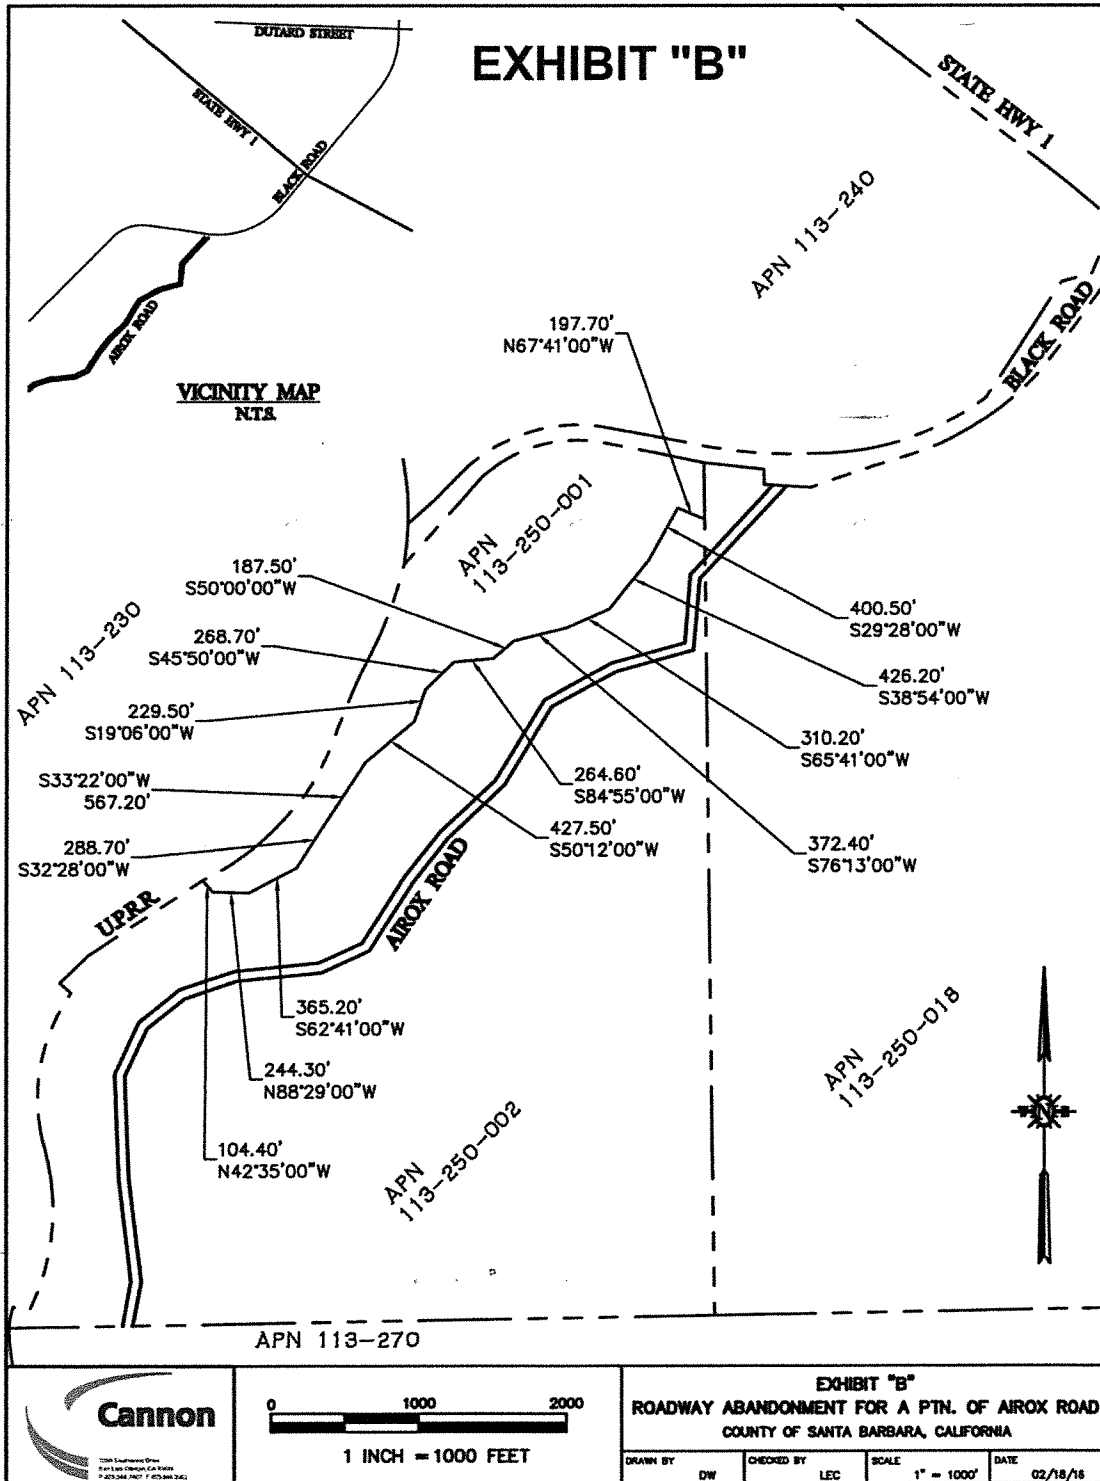 EXHIBIT "B"
DUTARD STREET
STATE HWY 1
BLACK ROAD
AIROX ROAD
VICINITY MAP
N.T.S.
STATE HWY 1
APN 113-240
BLACK ROAD
197.70'
N67°41'00"W
APN
113-250-001
187.50'
S50°00'00"W
APN 113-230
268.70'
S45°50'00"W
229.50'
S19°06'00"W
S33°22'00"W
567.20'
288.70'
S32°28'00"W
400.50'
S29°28'00"W
426.20'
S38°54'00"W
310.20'
S65°41'00"W
264.60'
S84°55'00"W
427.50'
S50°12'00"W
372.40'
S76°13'00"W
U.P.R.R.
AIROX ROAD
365.20'
S62°41'00"W
244.30'
N88°29'00"W
104.40'
N42°35'00"W
APN
113-250-002
APN
113-250-018
N
APN 113-270
Cannon
0 1000 2000
1 INCH = 1000 FEET
EXHIBIT "B"
ROADWAY ABANDONMENT FOR A PTN. OF AIROX ROAD
COUNTY OF SANTA BARBARA, CALIFORNIA
DRAWN BY
DW
CHECKED BY
LEC
SCALE
1" = 1000'
DATE
02/18/16